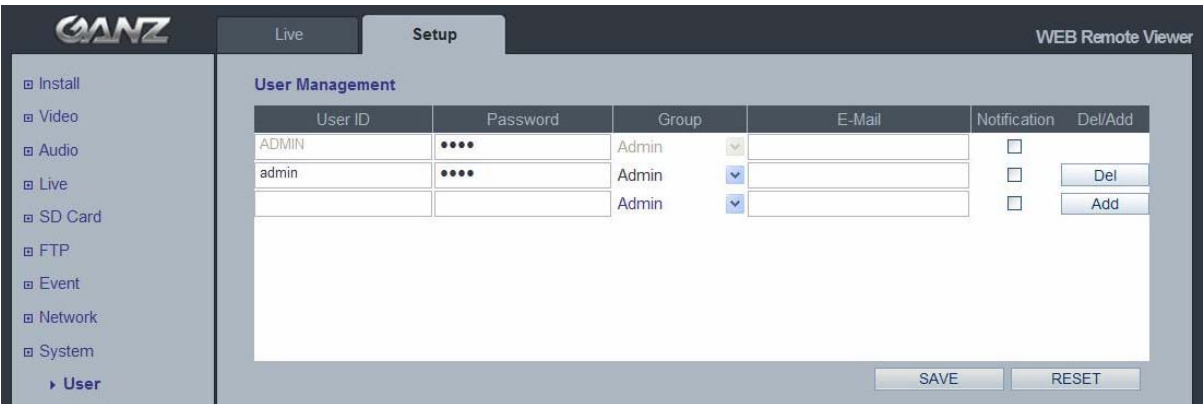 GANZ
Live
Setup
WEB Remote Viewer
Install
Video
Audio
Live
SD Card
FTP
Event
Network
System
User
User Management
User ID Password Group E-Mail Notification Del/Add
ADMIN •••• Admin
admin •••• Admin Del
Admin Add
SAVE RESET